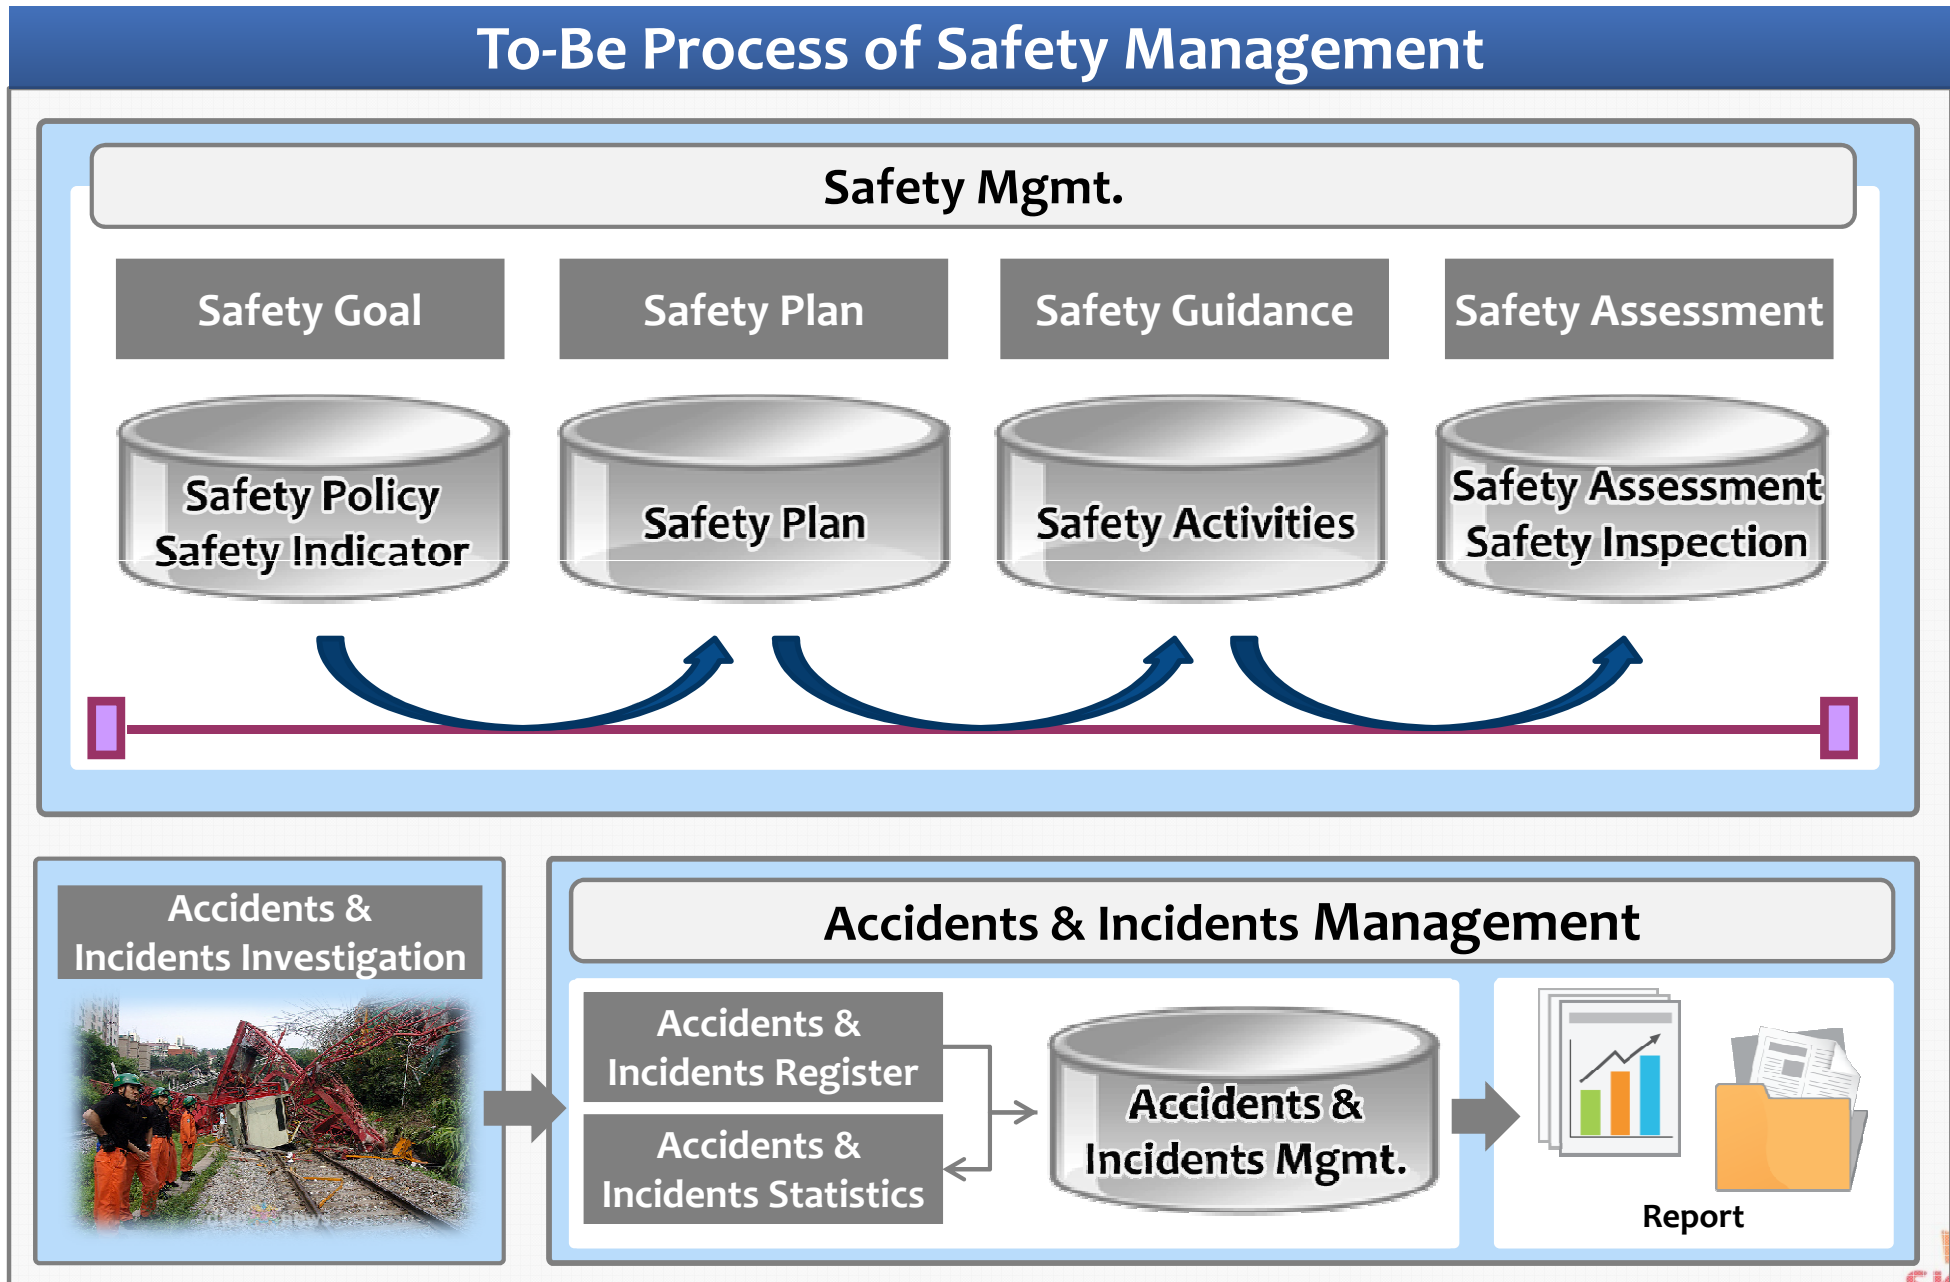 To-Be Process of Safety Management
Safety Mgmt.
Safety Goal
Safety Plan
Safety Guidance
Safety Assessment
Safety Policy
Safety Indicator
Safety Plan
Safety Activities
Safety Assessment
Safety Inspection
Accidents &
Incidents Investigation
Accidents & Incidents Management
Accidents &
Incidents Register
Accidents &
Incidents Statistics
Accidents &
Incidents Mgmt.
Report